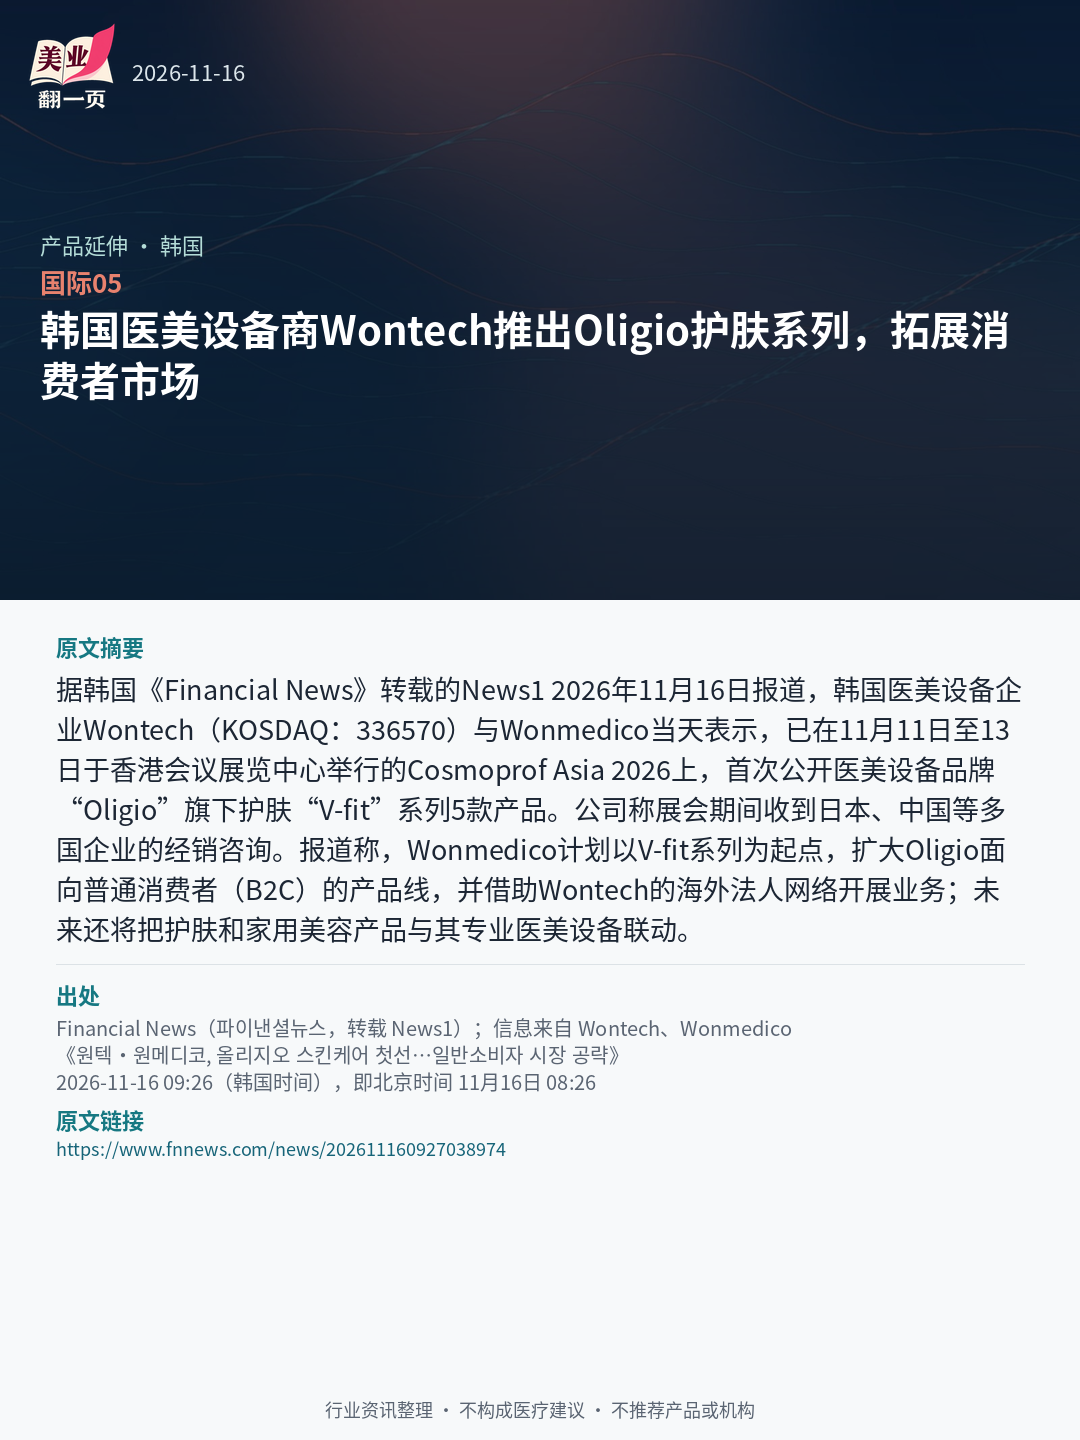 美业
翻一页
2026-11-16
产品延伸 · 韩国
国际05
韩国医美设备商Wontech推出Oligio护肤系列，拓展消
费者市场
原文摘要
据韩国《Financial News》转载的News1 2026年11月16日报道，韩国医美设备企
业Wontech（KOSDAQ：336570）与Wonmedico当天表示，已在11月11日至13
日于香港会议展览中心举行的Cosmoprof Asia 2026上，首次公开医美设备品牌
“Oligio”旗下护肤“V-fit”系列5款产品。公司称展会期间收到日本、中国等多
国企业的经销咨询。报道称，Wonmedico计划以V-fit系列为起点，扩大Oligio面
向普通消费者（B2C）的产品线，并借助Wontech的海外法人网络开展业务；未
来还将把护肤和家用美容产品与其专业医美设备联动。
出处
Financial News（파이낸셜뉴스，转载 News1）；信息来自 Wontech、Wonmedico
《원텍·원메디코, 올리지오 스킨케어 첫선…일반소비자 시장 공략》
2026-11-16 09:26（韩国时间），即北京时间 11月16日 08:26
原文链接
https://www.fnnews.com/news/202611160927038974
行业资讯整理 · 不构成医疗建议 · 不推荐产品或机构